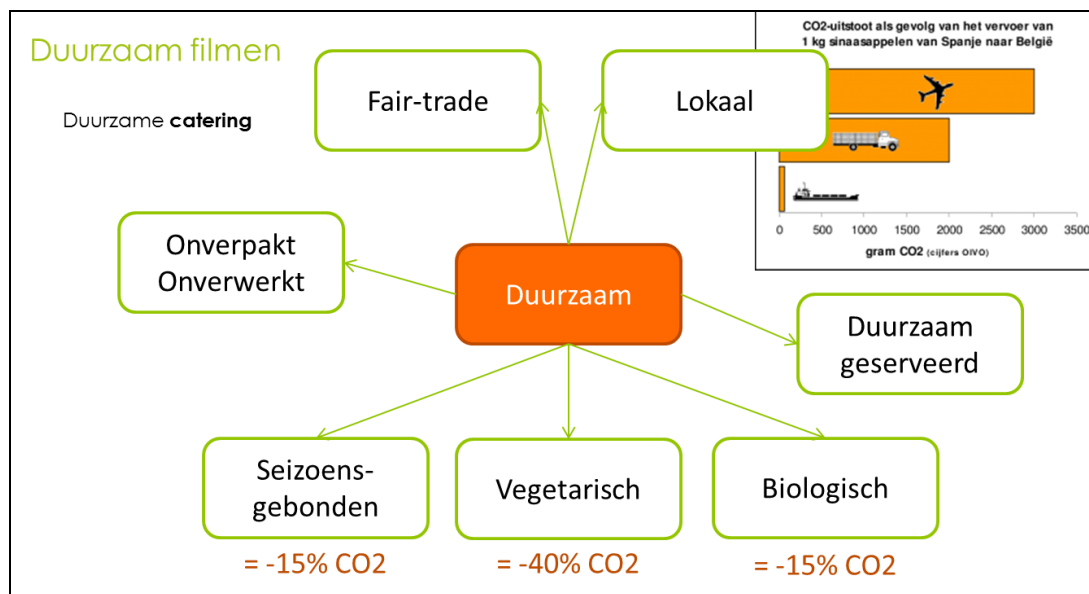 Duurzaam filmen
Duurzame catering
Fair-trade
Lokaal
CO2-uitstoot als gevolg van het vervoer van
1 kg sinaasappelen van Spanje naar België
0 500 1000 1500 2000 2500 3000 3500
gram CO2 (cijfers OIVO)
Onverpakt
Onverwerkt
Duurzaam
Duurzaam
geserveerd
Seizoens-
gebonden
Vegetarisch
Biologisch
= -15% CO2
= -40% CO2
= -15% CO2